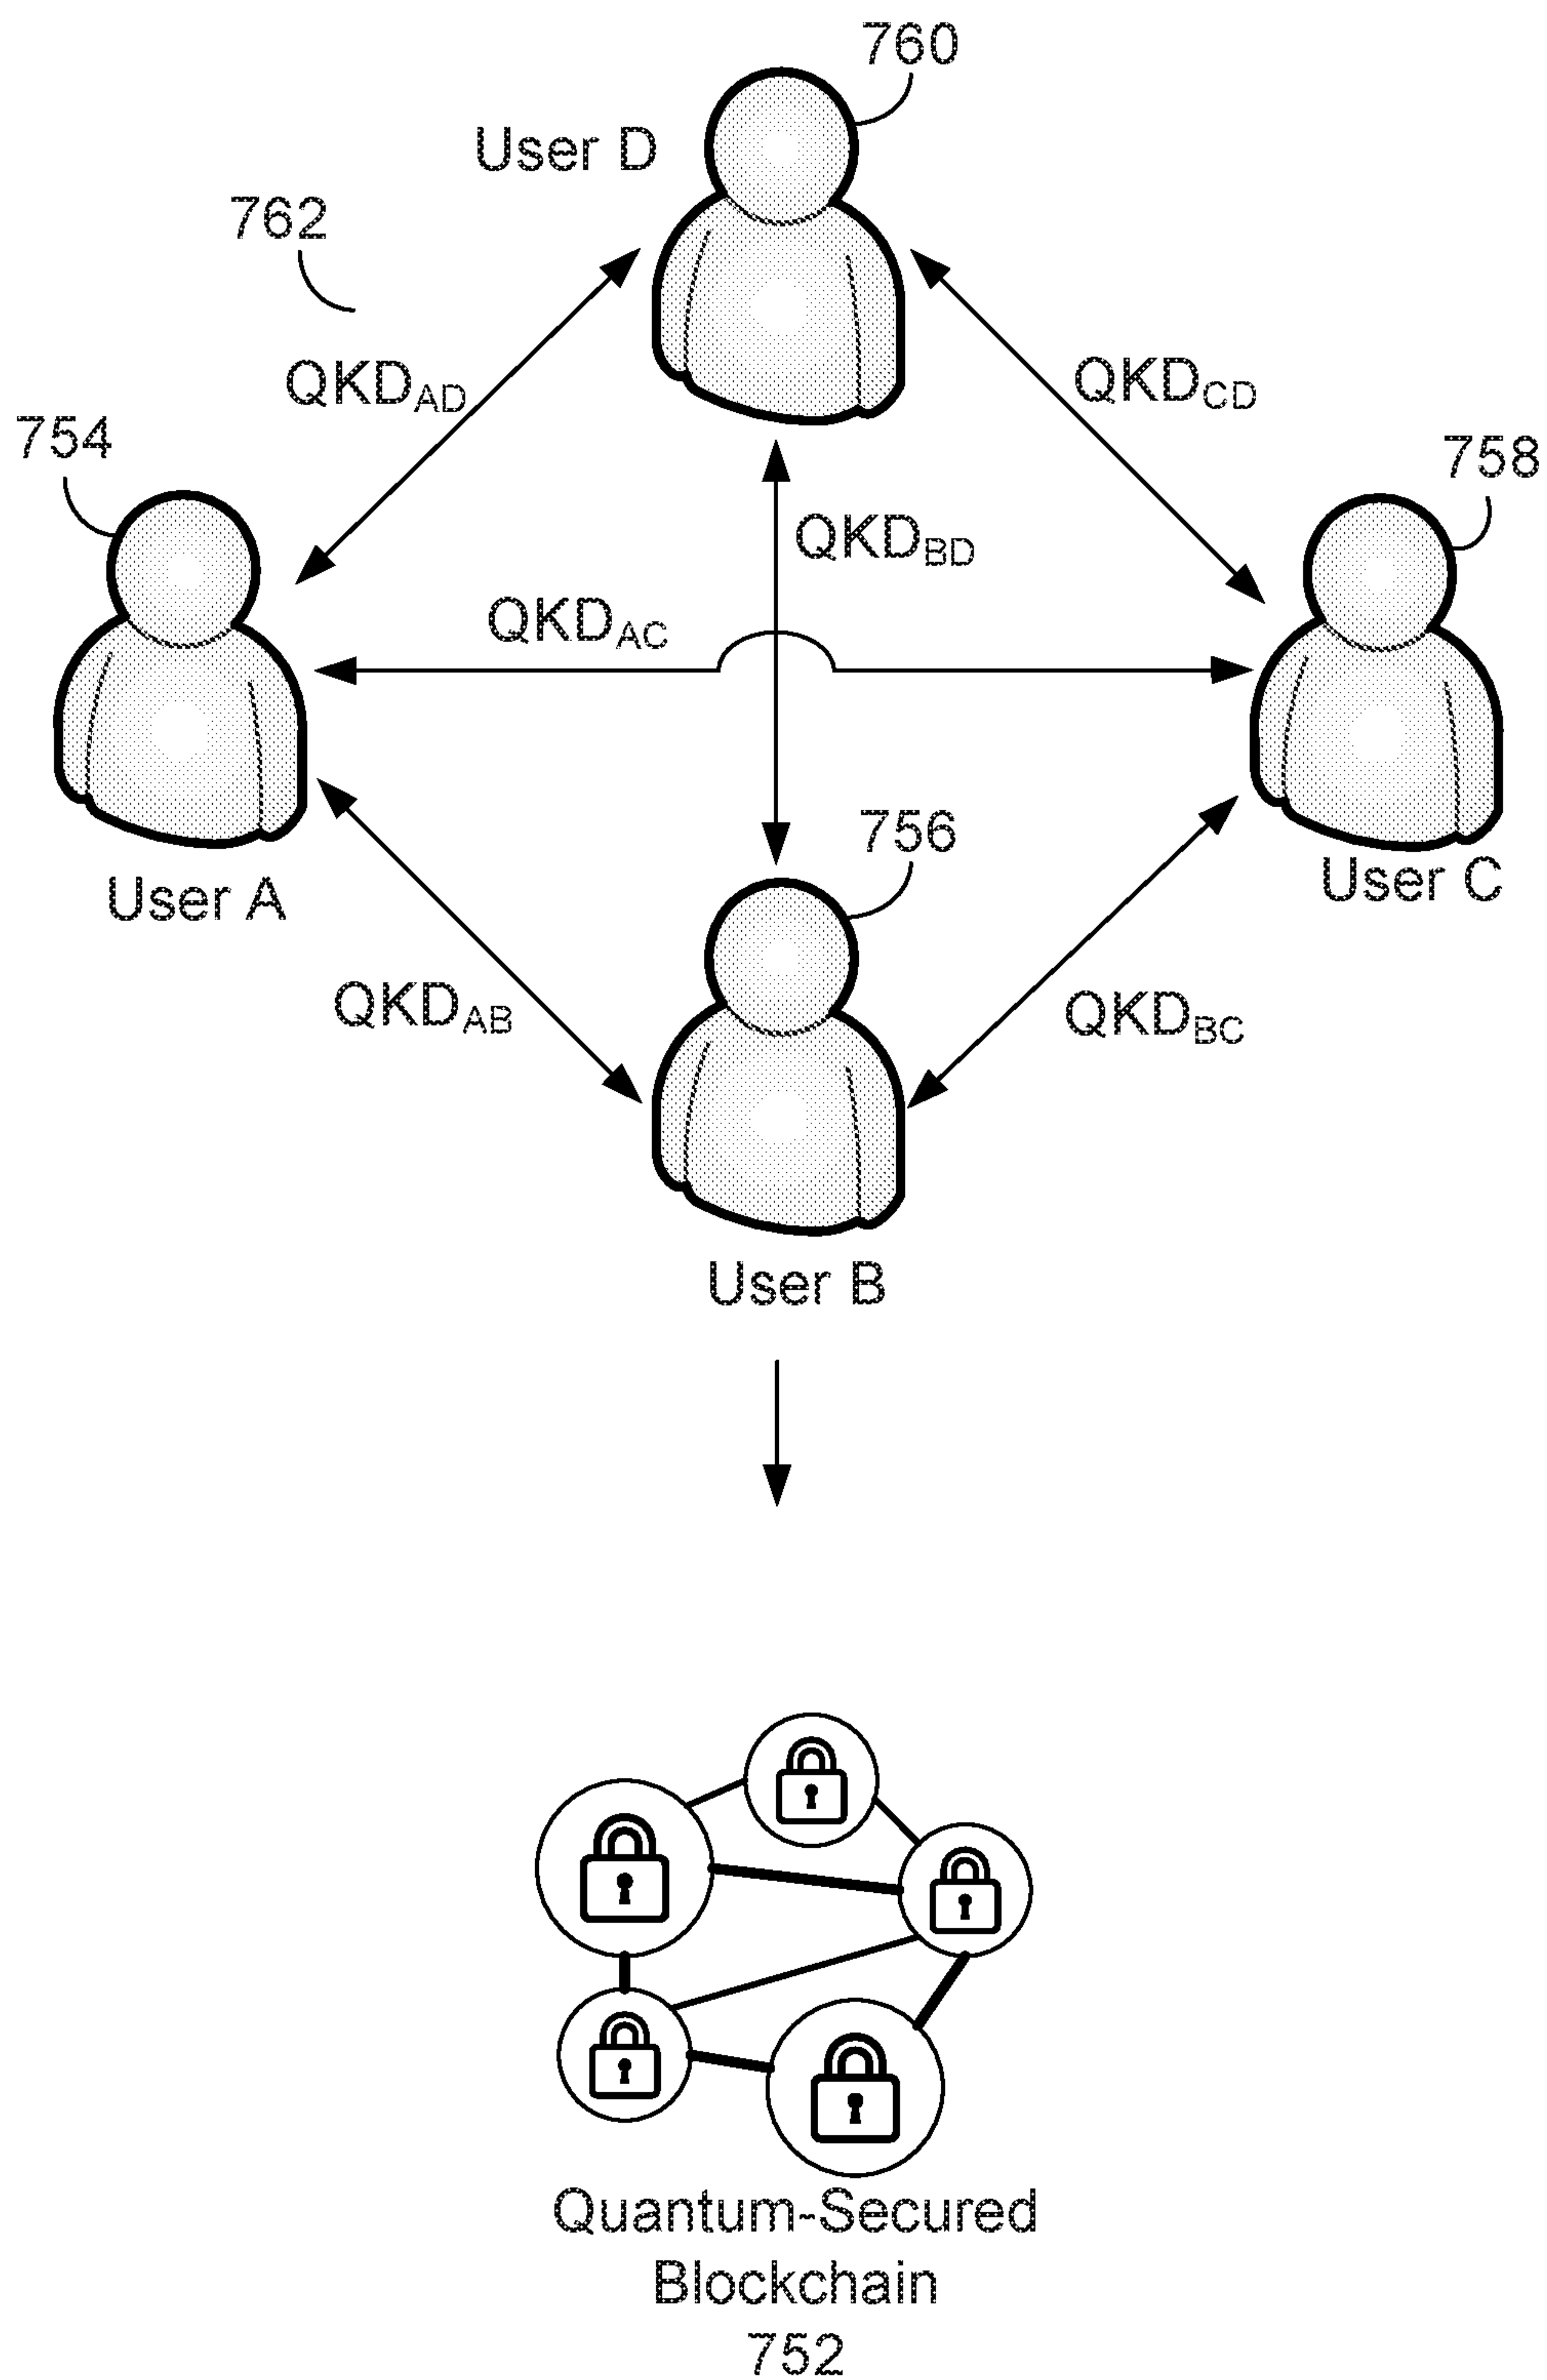 760
User D
762
QKDAD
QKDCD
754
758
QKDBD
QKDAC
756
User A
User C
QKDAB
QKDBC
User B
Quantum-Secured
Blockchain
752